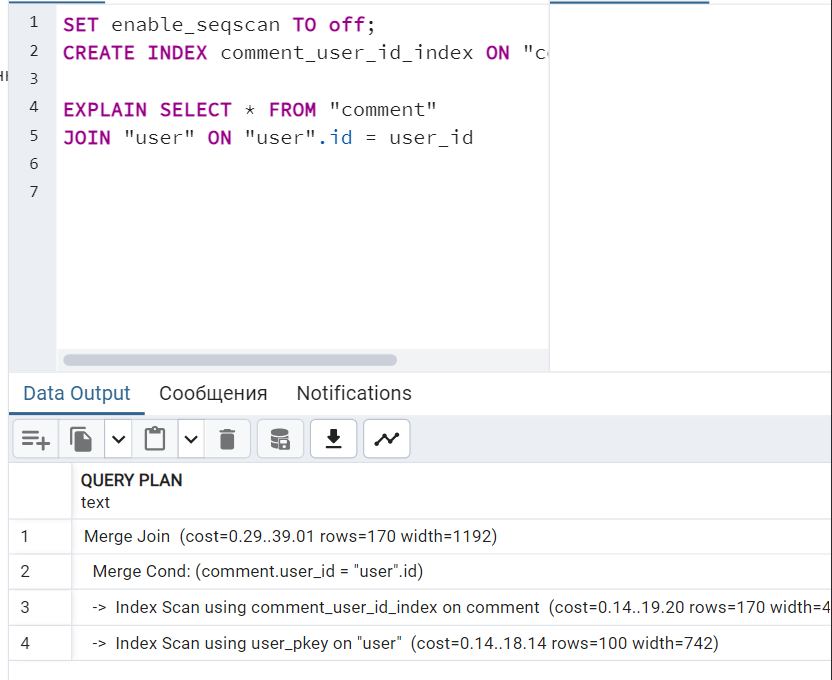 1 SET enable_seqscan TO off;
2 CREATE INDEX comment_user_id_index ON "c
3
4 EXPLAIN SELECT * FROM "comment"
5 JOIN "user" ON "user".id = user_id
6
7
Data Output Сообщения Notifications
QUERY PLAN
text
1 Merge Join (cost=0.29..39.01 rows=170 width=1192)
2 Merge Cond: (comment.user_id = "user".id)
3 -> Index Scan using comment_user_id_index on comment (cost=0.14..19.20 rows=170 width=4
4 -> Index Scan using user_pkey on "user" (cost=0.14..18.14 rows=100 width=742)